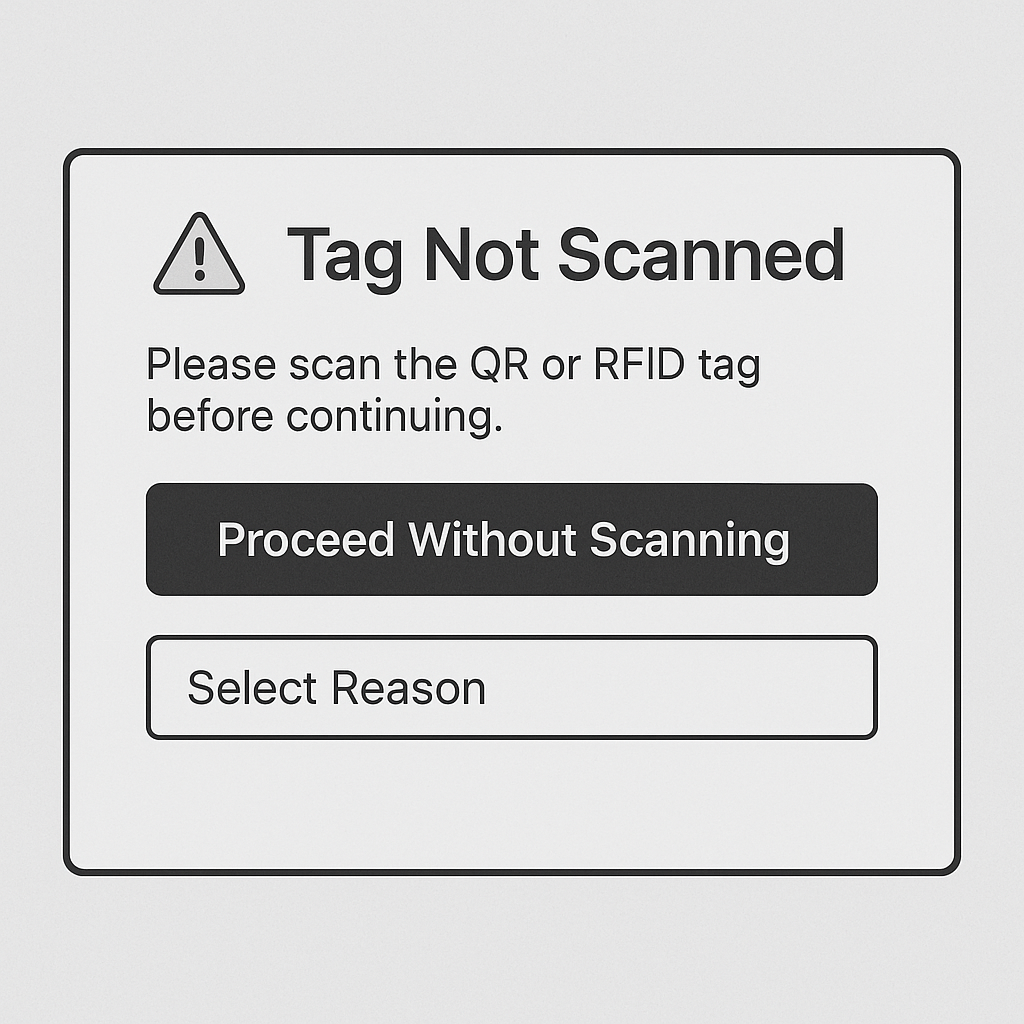 Tag Not Scanned
Please scan the QR or RFID tag
before continuing.
Proceed Without Scanning
Select Reason